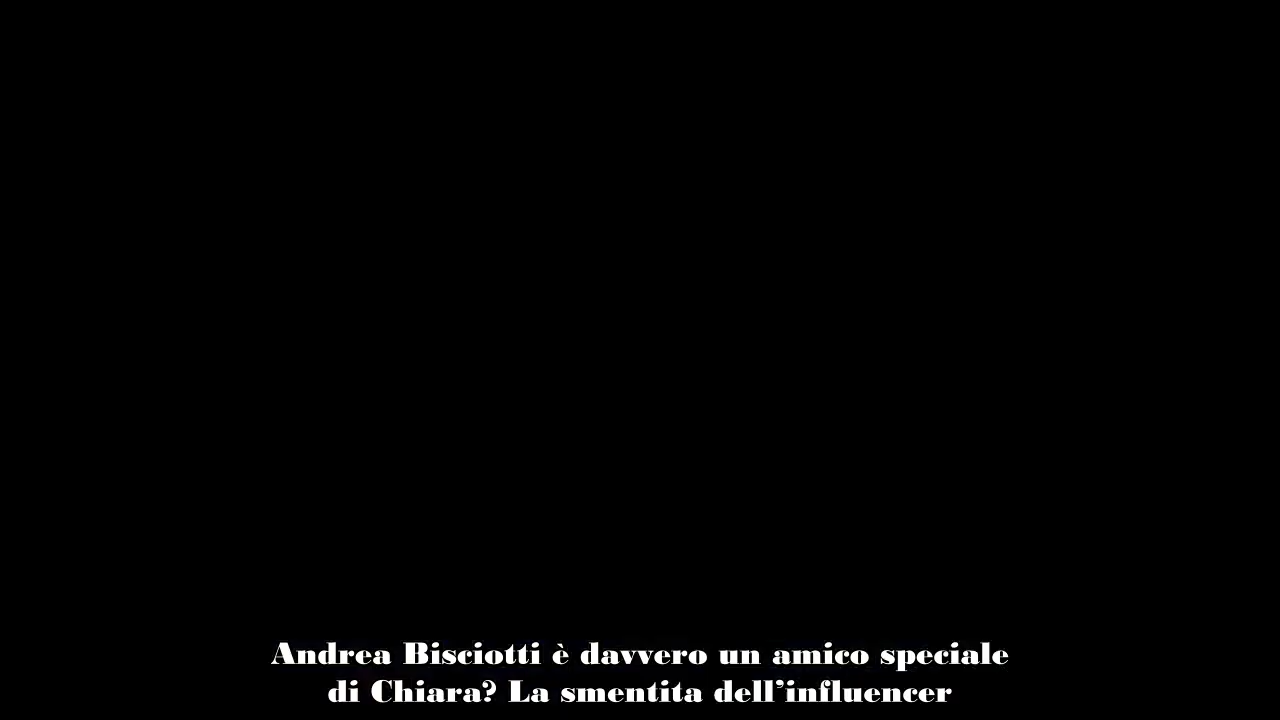 Andrea Bisciotti è davvero un amico speciale
di Chiara? La smentita dell’influencer